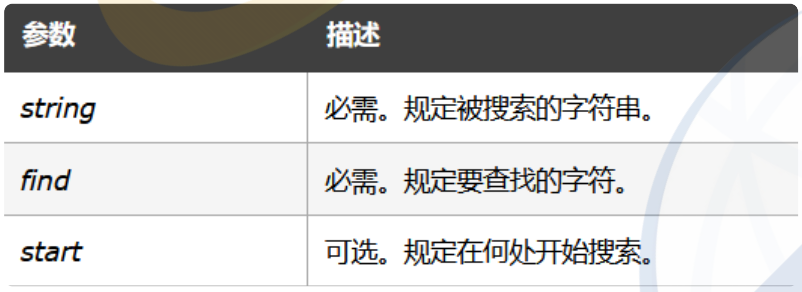 参数 描述
string 必需。规定被搜索的字符串。
find 必需。规定要查找的字符。
start 可选。规定在何处开始搜索。